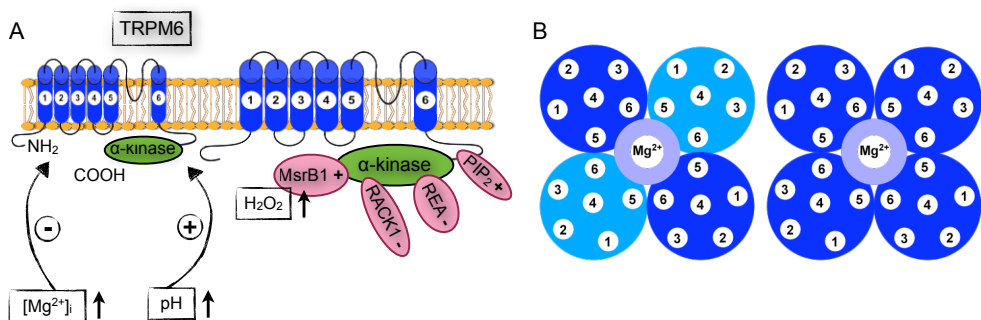 A
TRPM6
1 2 3 4 5 6
NH₂
α-kınase
COOH
-
+
[Mg²⁺]ᵢ
pH
1 2 3 4 5 6
α-kınase
MsrB1 +
H₂O₂
RACK1 -
REA -
PIP₂ +
B
2 3 1 4 5 6
1 2 4 3 5 6
Mg²⁺
6 3 4 5 2 1
5 6 4 1 3 2
2 3 1 4 6 5
1 2 5 4 3 6
Mg²⁺
6 3 4 5 2 1
5 6 4 1 3 2